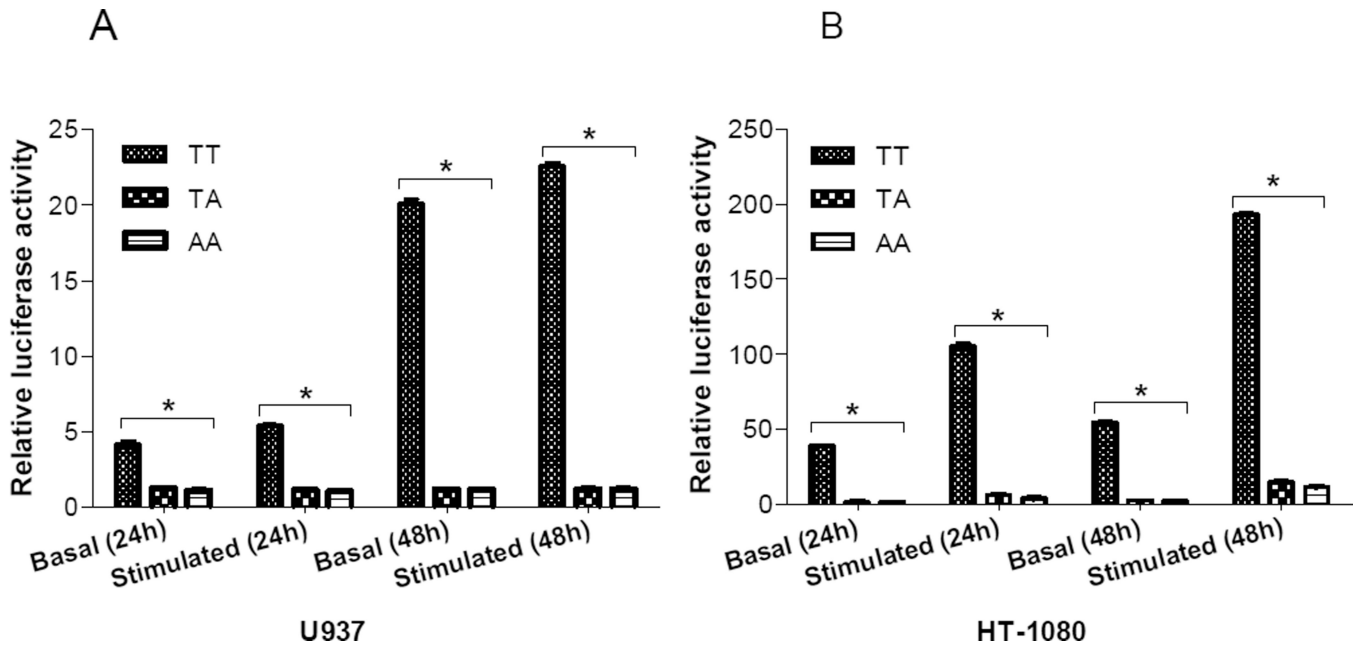 A
Relative luciferase activity
25
20
15
10
5
0
TT
TA
AA
*
*
*
*
Basal (24h)
Stimulated (24h)
Basal (48h)
Stimulated (48h)
U937
B
Relative luciferase activity
250
200
150
100
50
0
TT
TA
AA
*
*
*
*
Basal (24h)
Stimulated (24h)
Basal (48h)
Stimulated (48h)
HT-1080